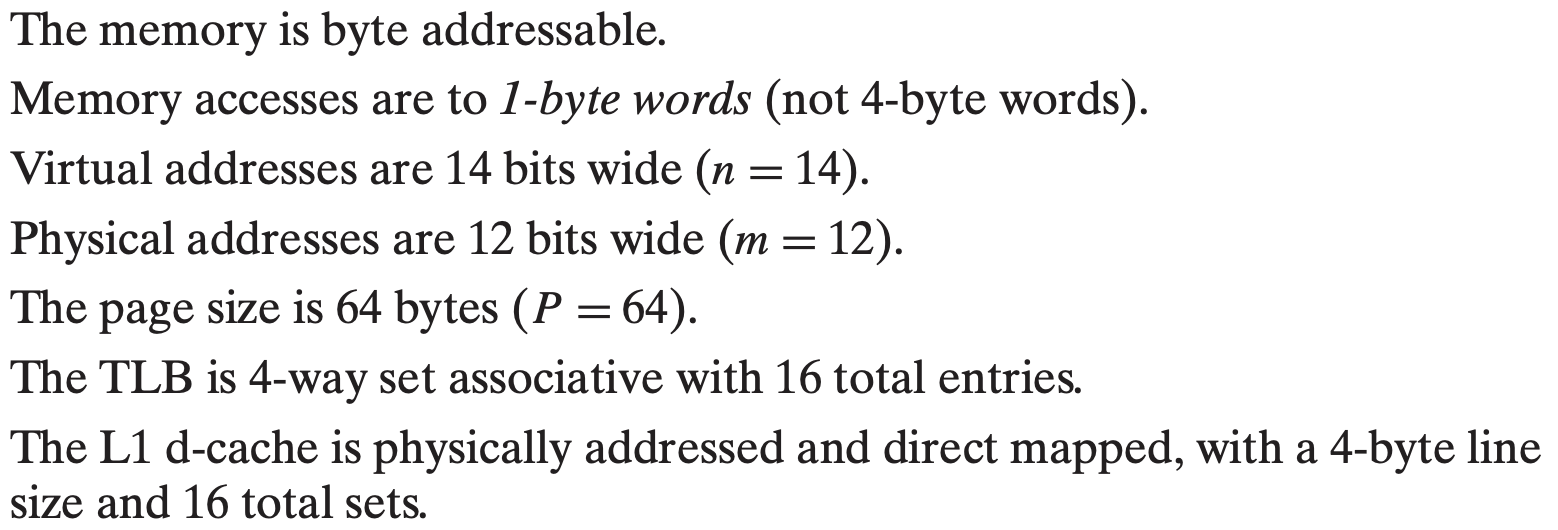 The memory is byte addressable.
Memory accesses are to 1-byte words (not 4-byte words).
Virtual addresses are 14 bits wide (n = 14).
Physical addresses are 12 bits wide (m = 12).
The page size is 64 bytes (P = 64).
The TLB is 4-way set associative with 16 total entries.
The L1 d-cache is physically addressed and direct mapped, with a 4-byte line
size and 16 total sets.